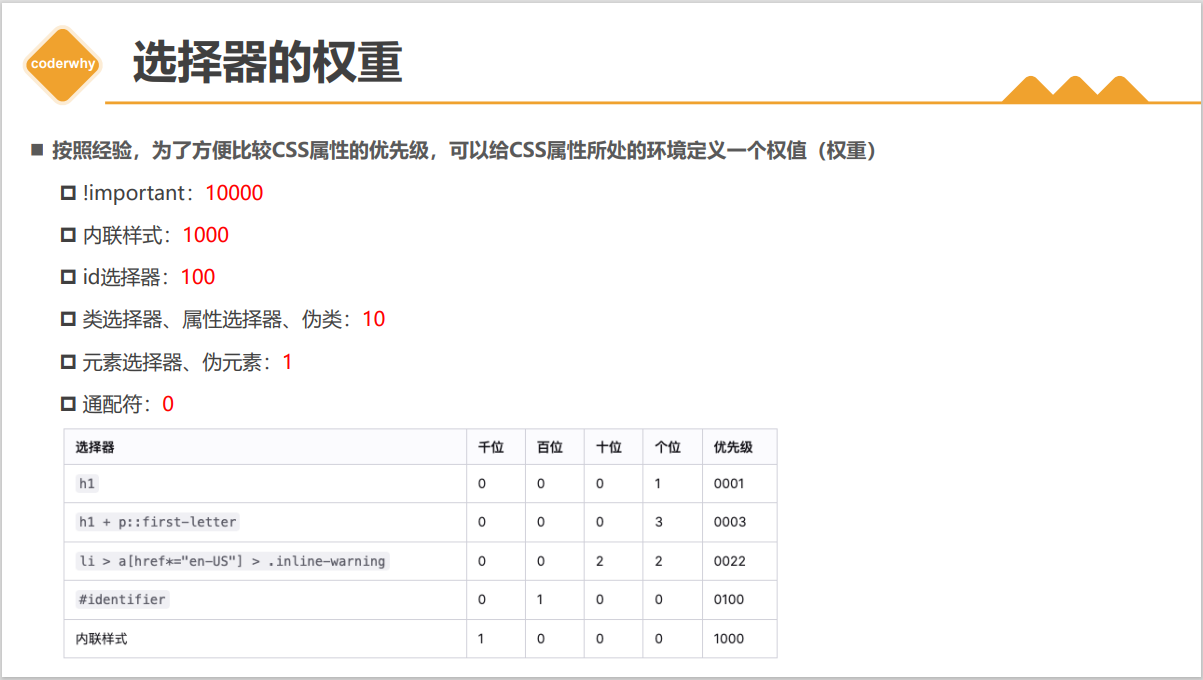 coderwhy
选择器的权重
■ 按照经验，为了方便比较CSS属性的优先级，可以给CSS属性所处的环境定义一个权值（权重）
!important：10000
内联样式：1000
id选择器：100
类选择器、属性选择器、伪类：10
元素选择器、伪元素：1
通配符：0
选择器 千位 百位 十位 个位 优先级
h1 0 0 0 1 0001
h1 + p::first-letter 0 0 0 3 0003
li > a[href*="en-US"] > .inline-warning 0 0 2 2 0022
#identifier 0 1 0 0 0100
内联样式 1 0 0 0 1000